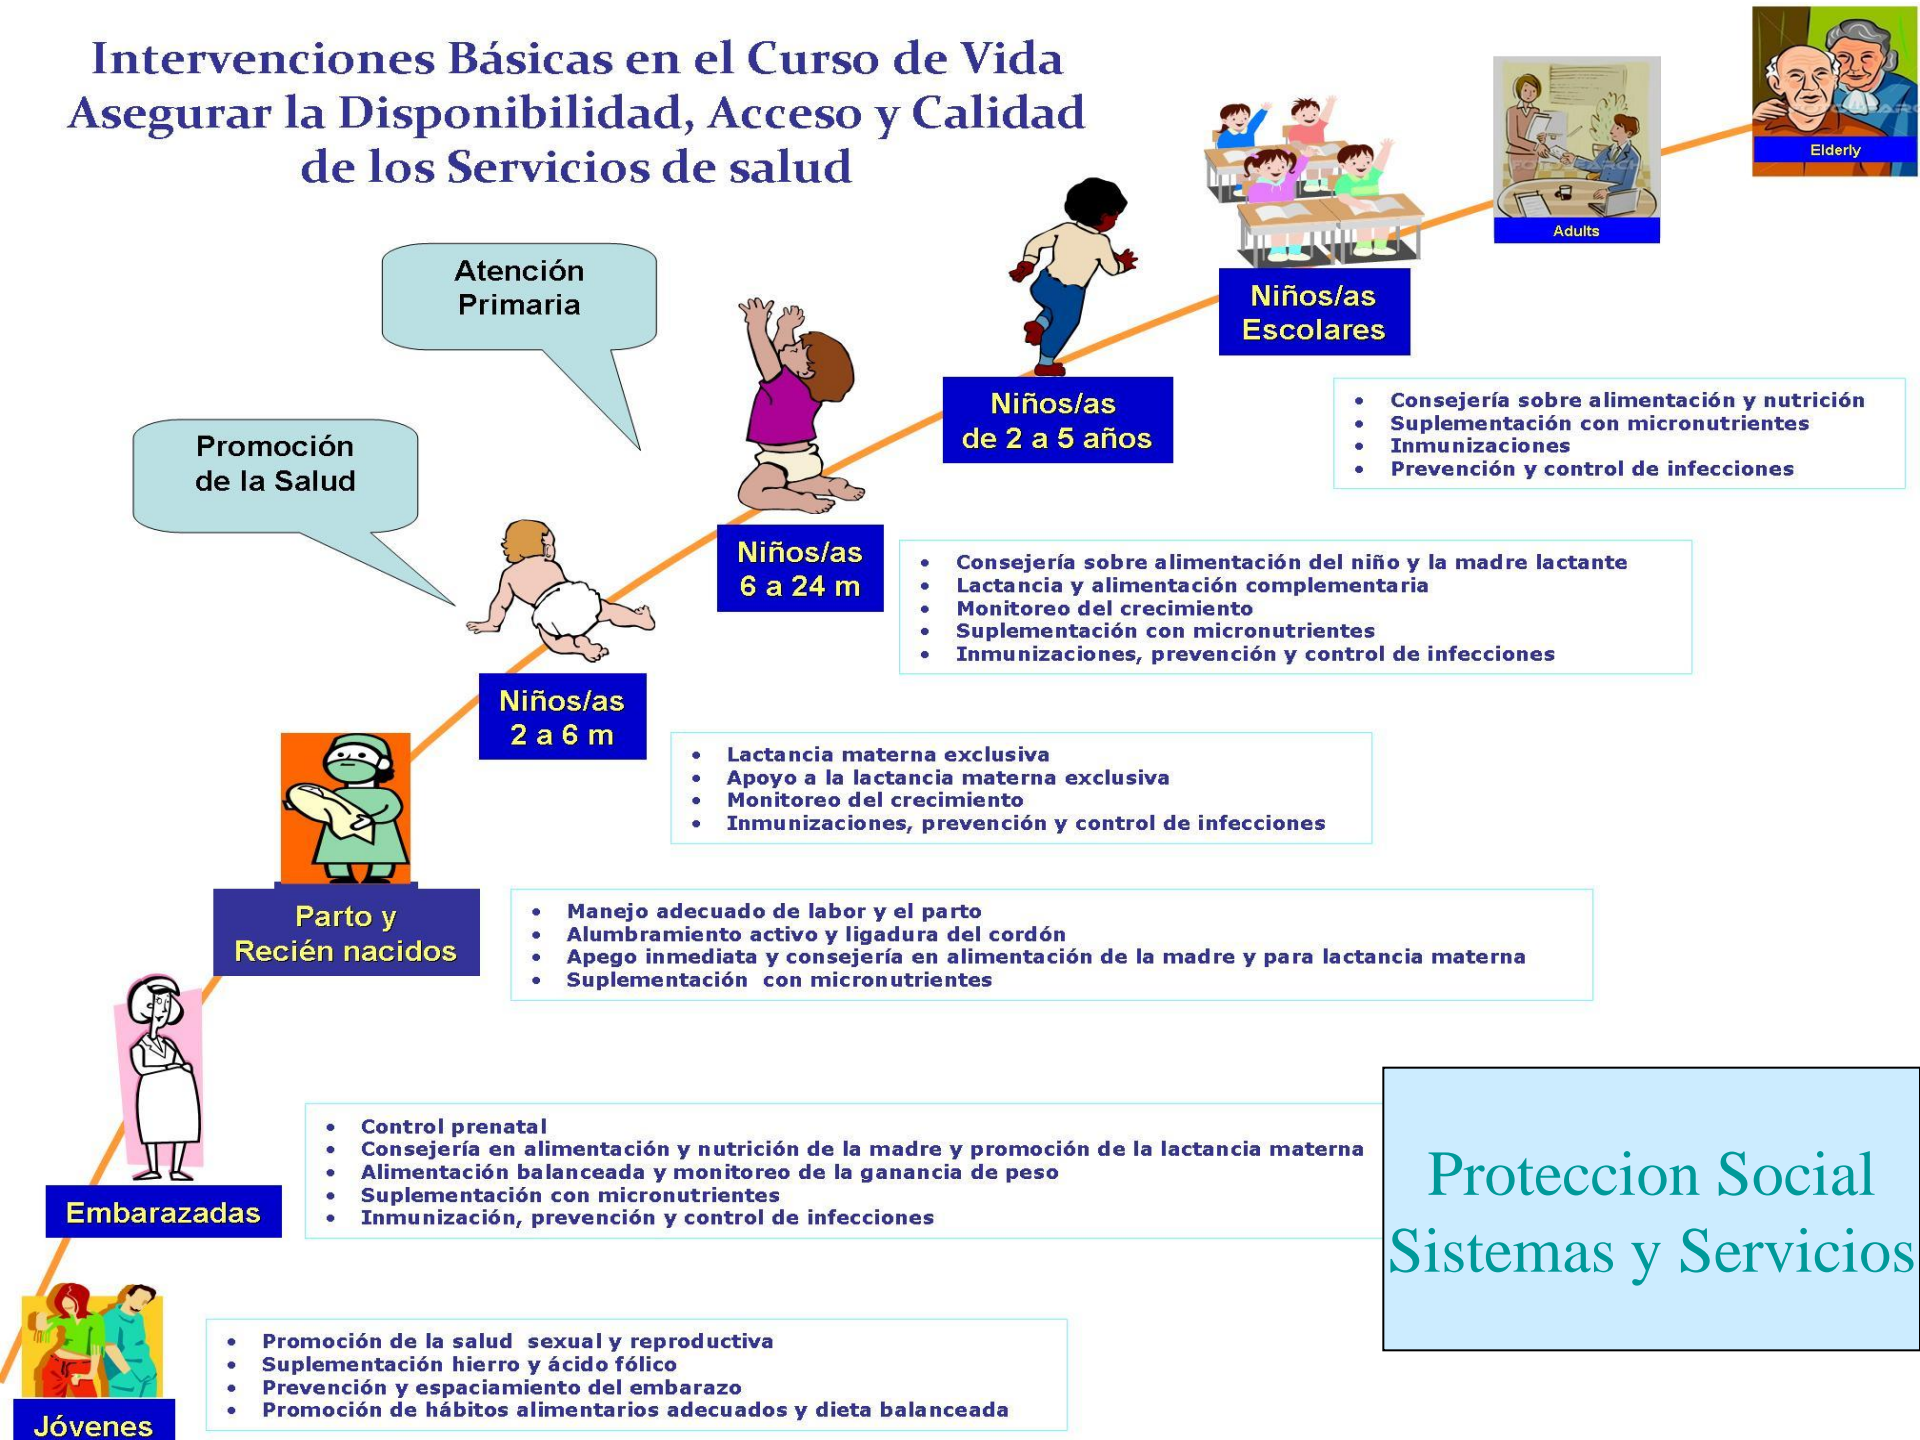 Intervenciones Básicas en el Curso de Vida
Asegurar la Disponibilidad, Acceso y Calidad
de los Servicios de salud
Elderly
Adults
Atención
Primaria
Promoción
de la Salud
Niños/as
Escolares
• Consejería sobre alimentación y nutrición
• Suplementación con micronutrientes
• Inmunizaciones
• Prevención y control de infecciones
Niños/as
de 2 a 5 años
Niños/as
6 a 24 m
• Consejería sobre alimentación del niño y la madre lactante
• Lactancia y alimentación complementaria
• Monitoreo del crecimiento
• Suplementación con micronutrientes
• Inmunizaciones, prevención y control de infecciones
Niños/as
2 a 6 m
• Lactancia materna exclusiva
• Apoyo a la lactancia materna exclusiva
• Monitoreo del crecimiento
• Inmunizaciones, prevención y control de infecciones
Parto y
Recién nacidos
• Manejo adecuado de labor y el parto
• Alumbramiento activo y ligadura del cordón
• Apego inmediata y consejería en alimentación de la madre y para lactancia materna
• Suplementación con micronutrientes
Embarazadas
• Control prenatal
• Consejería en alimentación y nutrición de la madre y promoción de la lactancia materna
• Alimentación balanceada y monitoreo de la ganancia de peso
• Suplementación con micronutrientes
• Inmunización, prevención y control de infecciones
Proteccion Social
Sistemas y Servicios
Jóvenes
• Promoción de la salud sexual y reproductiva
• Suplementación hierro y ácido fólico
• Prevención y espaciamiento del embarazo
• Promoción de hábitos alimentarios adecuados y dieta balanceada